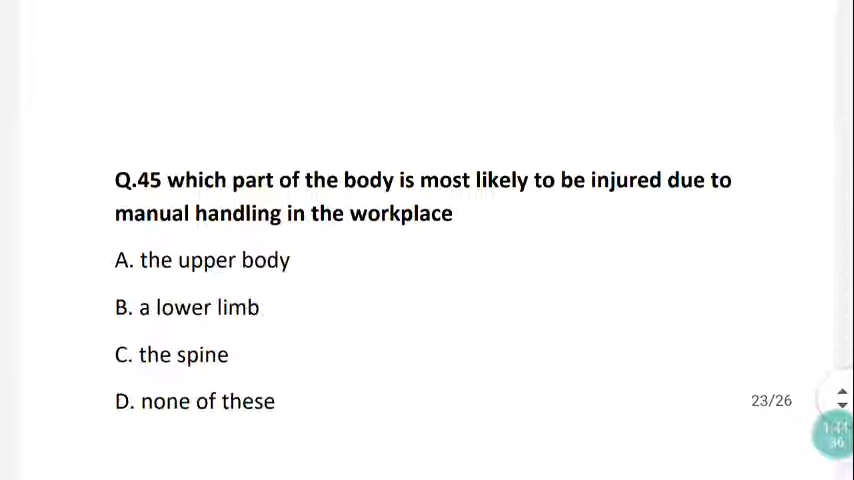 Q.45 which part of the body is most likely to be injured due to
manual handling in the workplace
A. the upper body
B. a lower limb
C. the spine
D. none of these
23/26